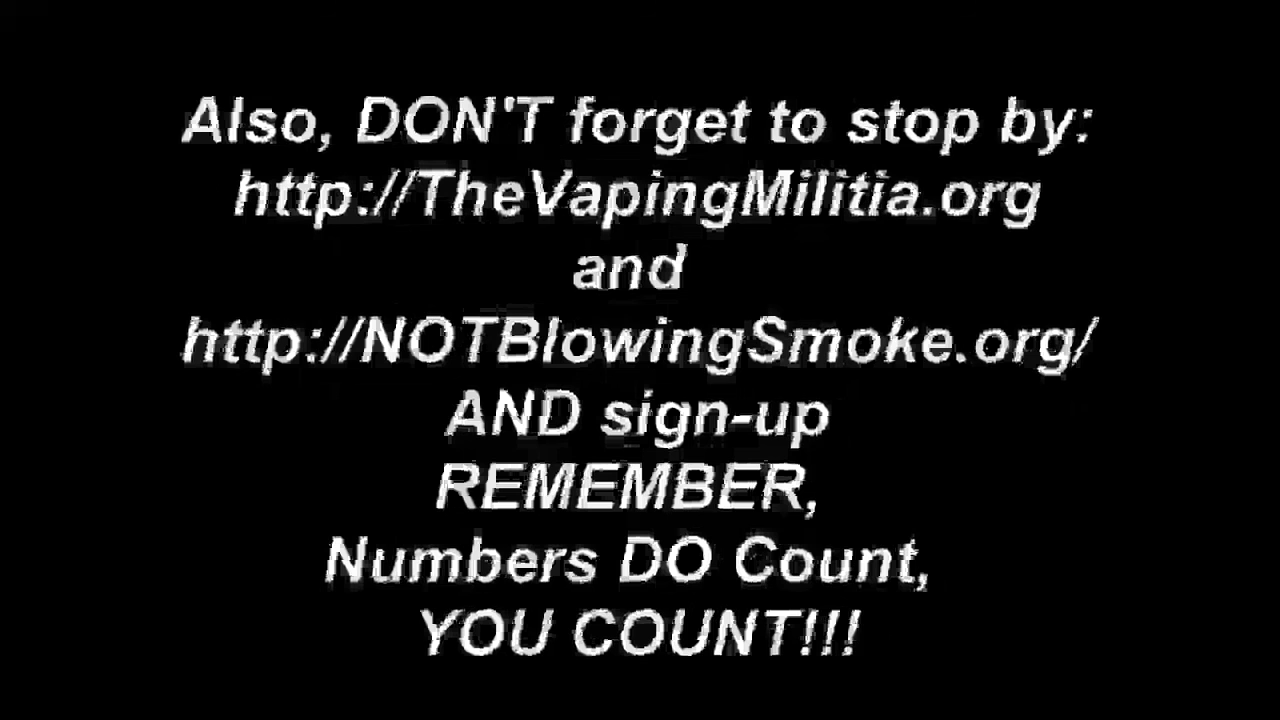 Also, DON'T forget to stop by:
http://TheVapingMilitia.org
and
http://NOTBlowingSmoke.org/
AND sign-up
REMEMBER,
Numbers DO Count,
YOU COUNT!!!